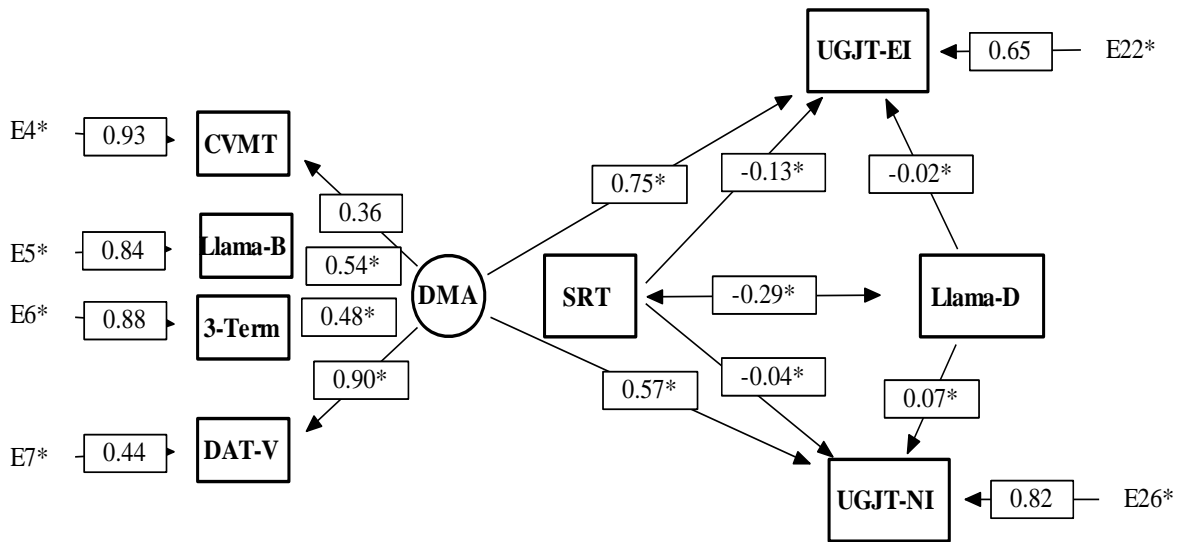 UGJT-EI
0.65
E22*
E4*
0.93
CVMT
0.75*
-0.13*
-0.02*
0.36
E5*
0.84
Llama-B
0.54*
DMA
SRT
-0.29*
Llama-D
E6*
0.88
3-Term
0.48*
0.90*
0.57*
-0.04*
0.07*
E7*
0.44
DAT-V
UGJT-NI
0.82
E26*